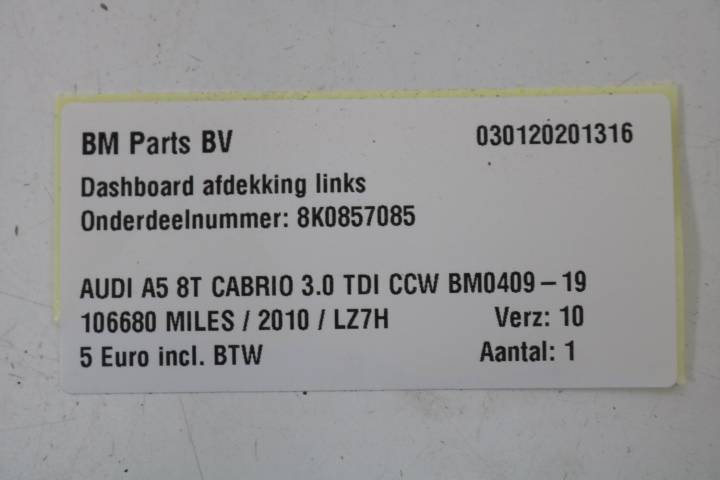 BM Parts BV 030120201316
Dashboard afdekking links
Onderdeelnummer: 8K0857085
AUDI A5 8T CABRIO 3.0 TDI CCW BM0409-19
106680 MILES / 2010 / LZ7H Verz: 10
5 Euro incl. BTW Aantal: 1